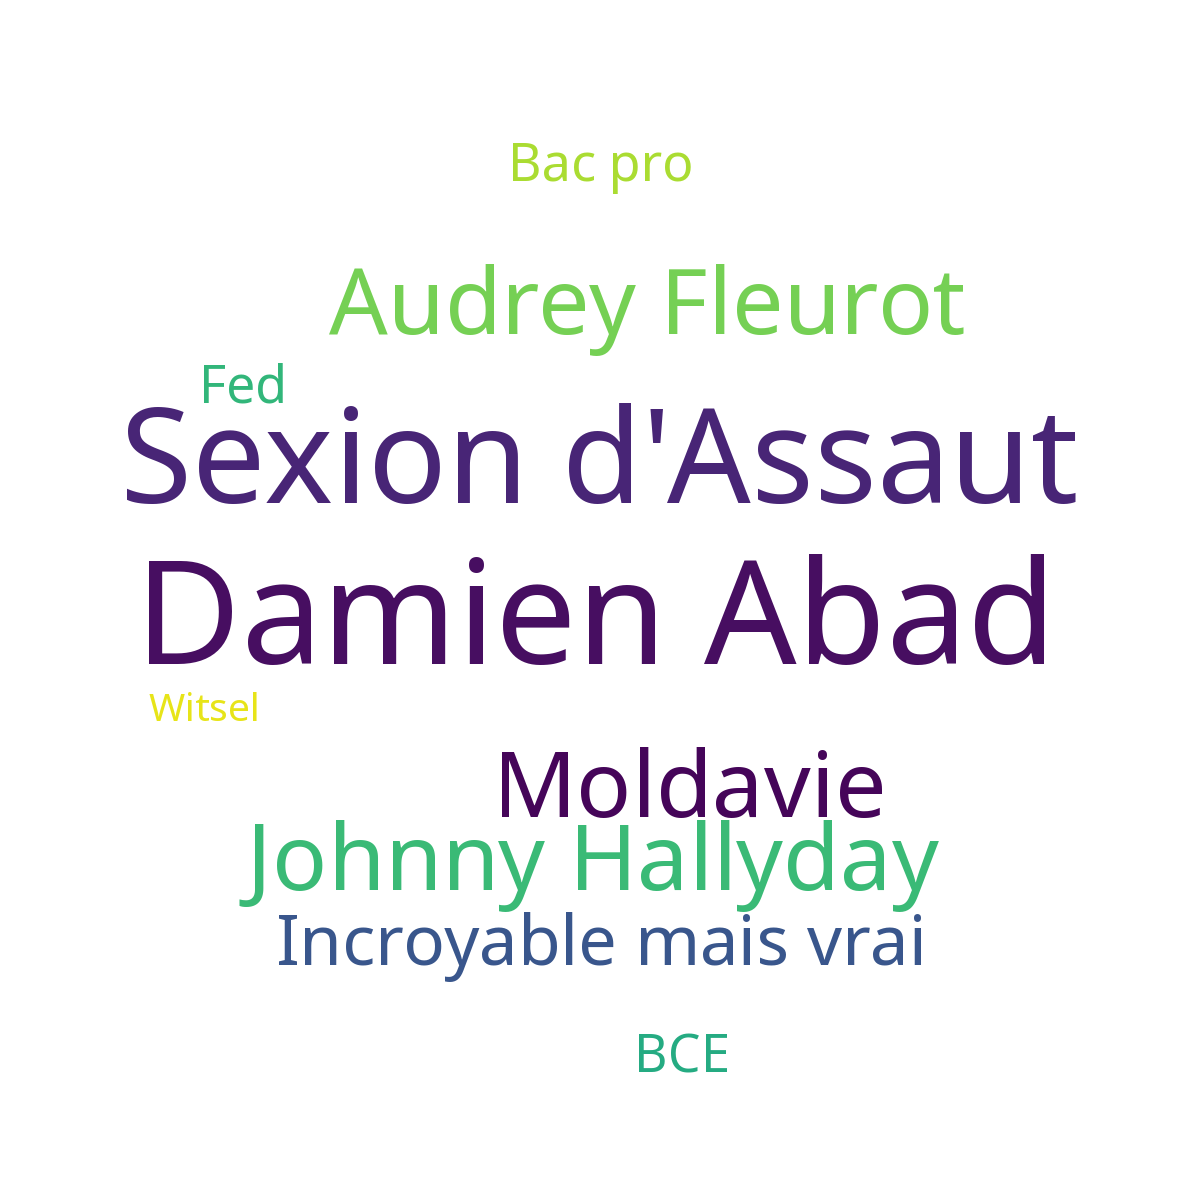 Bac pro
Audrey Fleurot
Fed
Sexion d'Assaut
Damien Abad
Witsel
Moldavie
Johnny Hallyday
Incroyable mais vrai
BCE